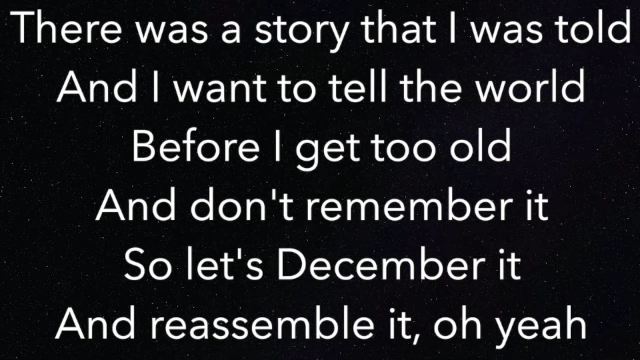 There was a story that I was told
And I want to tell the world
Before I get too old
And don't remember it
So let's December it
And reassemble it, oh yeah